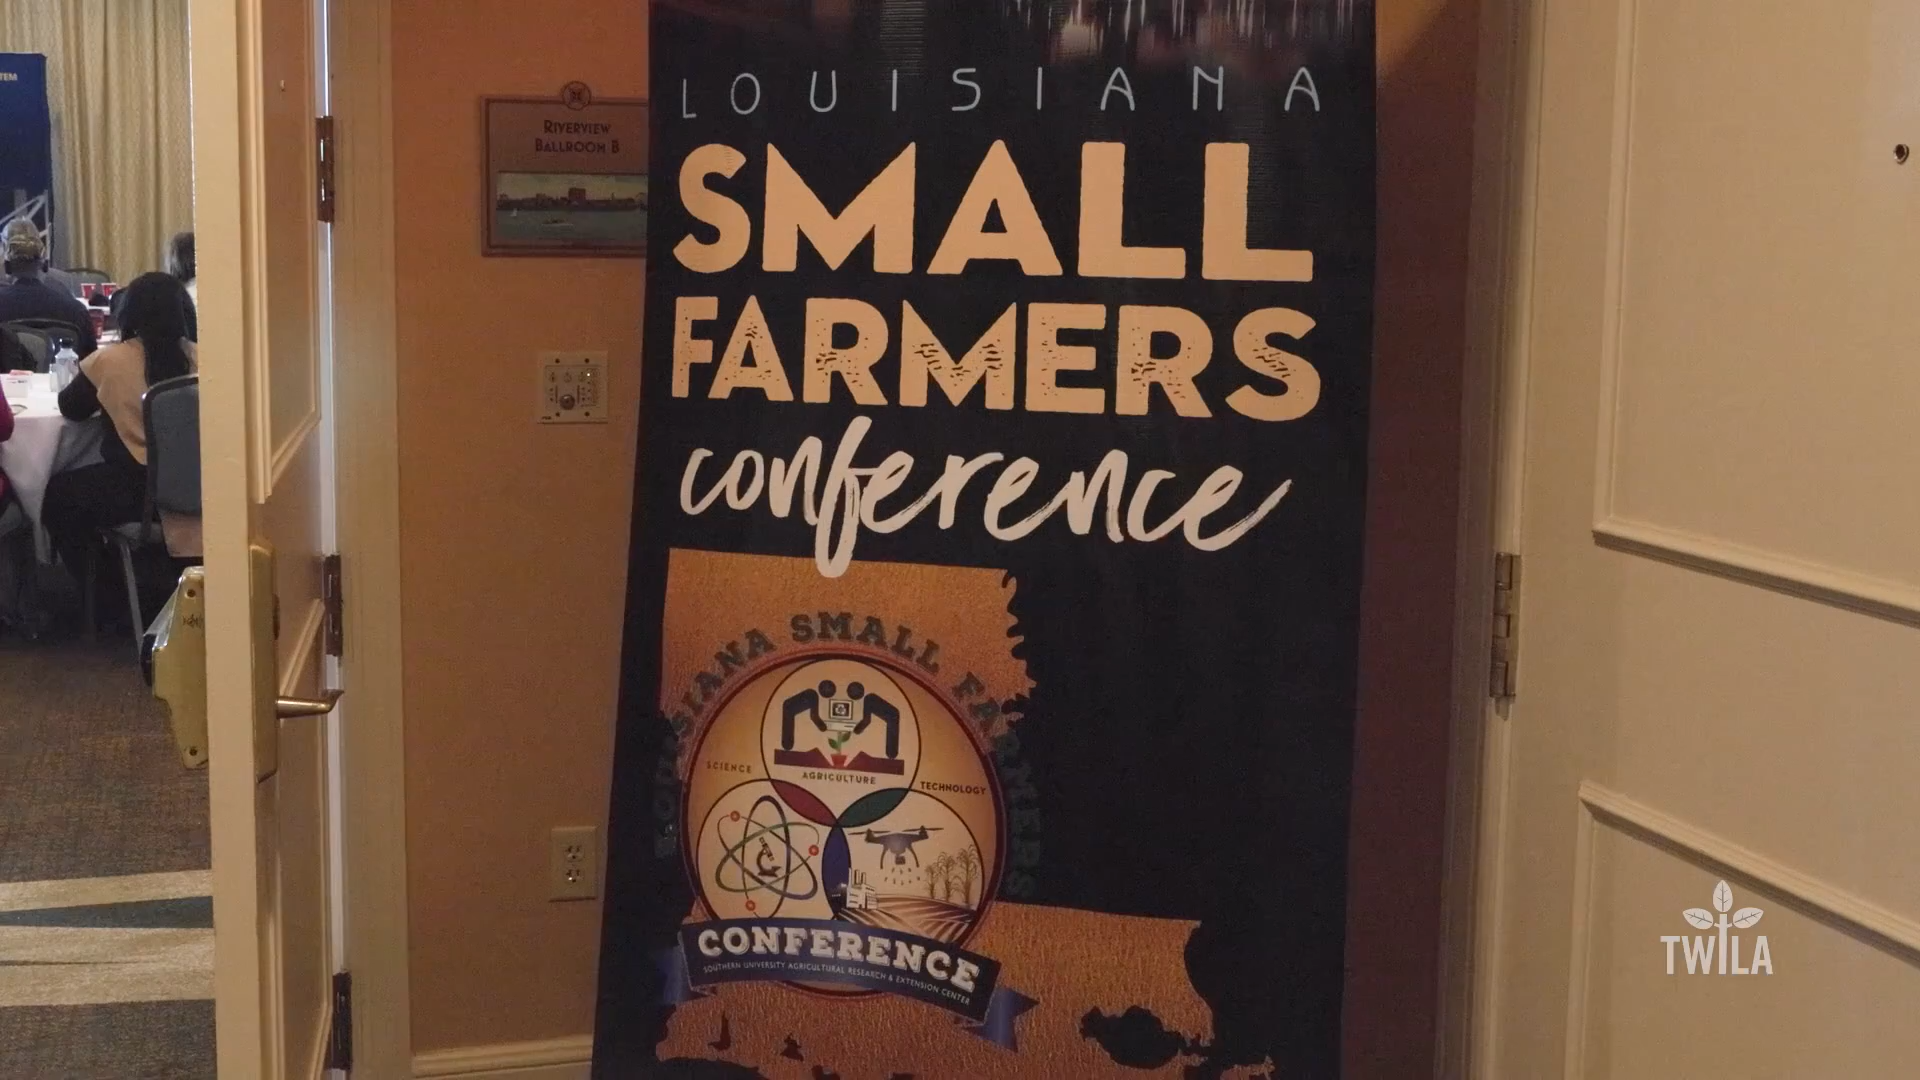 TEM
RIVERVIEW
BALLROOM B
LOUISIANA
SMALL
FARMERS
conference
LOUISIANA SMALL FARMERS
SCIENCE
AGRICULTURE
TECHNOLOGY
CONFERENCE
SOUTHERN UNIVERSITY AGRICULTURAL RESEARCH & EXTENSION CENTER
TWILA